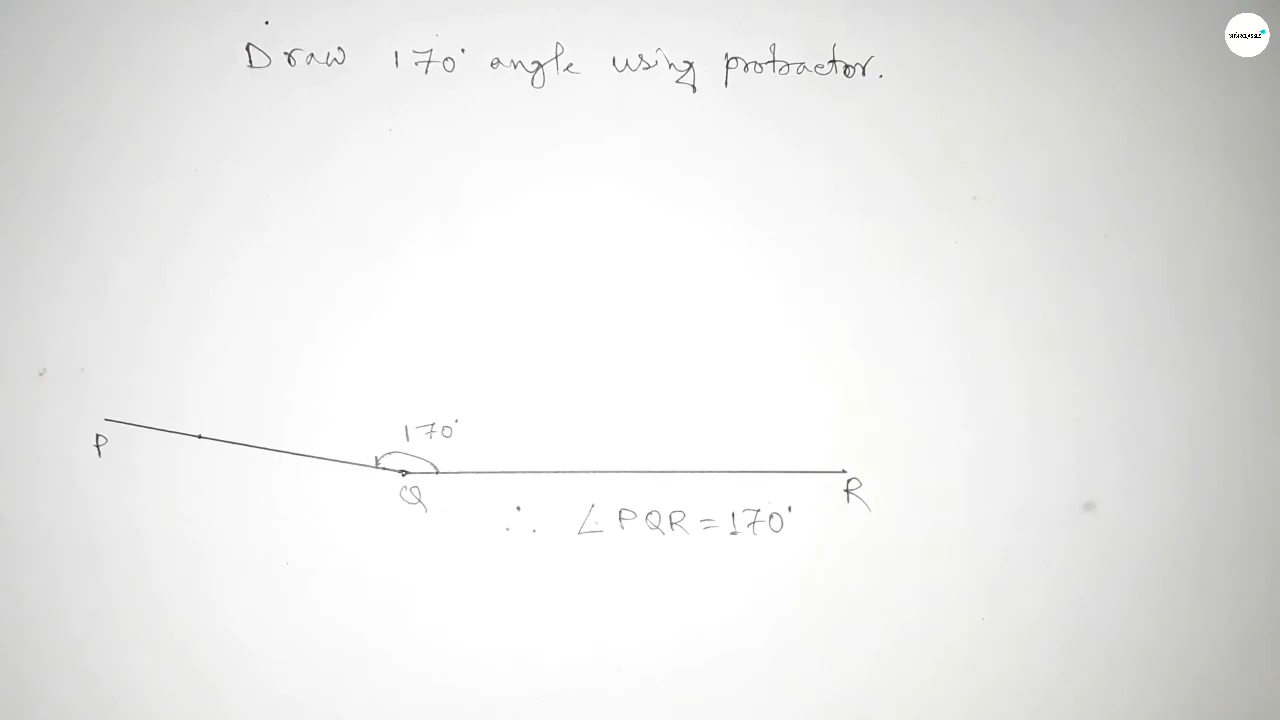 Draw 170° angle using protractor.
170°
P
Q
R
∴ ∠PQR = 170°